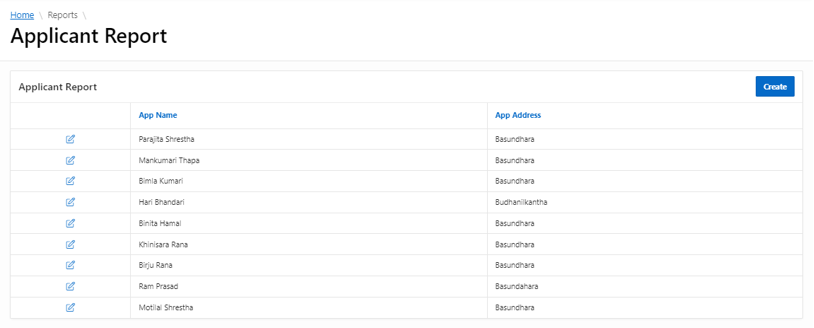 Home \ Reports \
Applicant Report
Applicant Report Create
App Name App Address
Parajita Shrestha Basundhara
Mankumari Thapa Basundhara
Bimla Kumari Basundhara
Hari Bhandari Budhanilkantha
Binita Hamal Basundhara
Khinisara Rana Basundhara
Birju Rana Basundhara
Ram Prasad Basundahara
Motilal Shrestha Basundhara